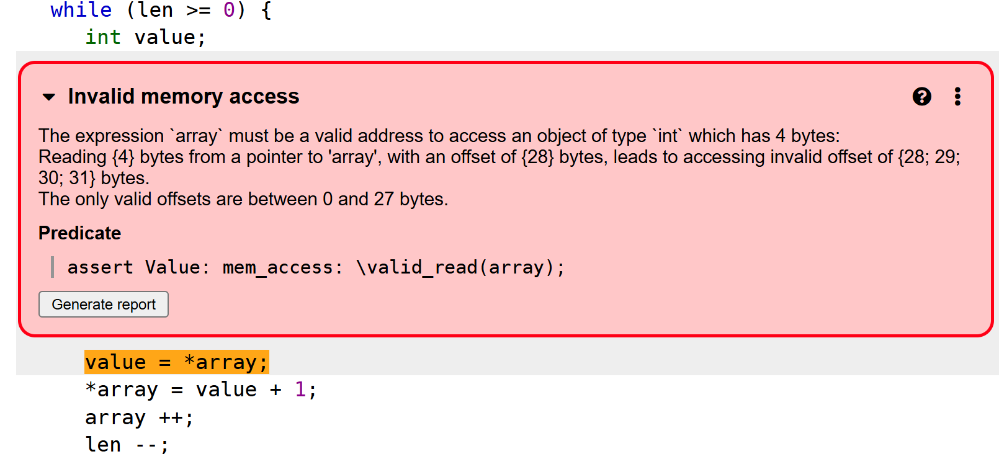 while (len >= 0) {
int value;
Invalid memory access
The expression `array` must be a valid address to access an object of type `int` which has 4 bytes:
Reading {4} bytes from a pointer to 'array', with an offset of {28} bytes, leads to accessing invalid offset of {28; 29;
30; 31} bytes.
The only valid offsets are between 0 and 27 bytes.
Predicate
assert Value: mem_access: \valid_read(array);
Generate report
value = *array;
*array = value + 1;
array ++;
len --;